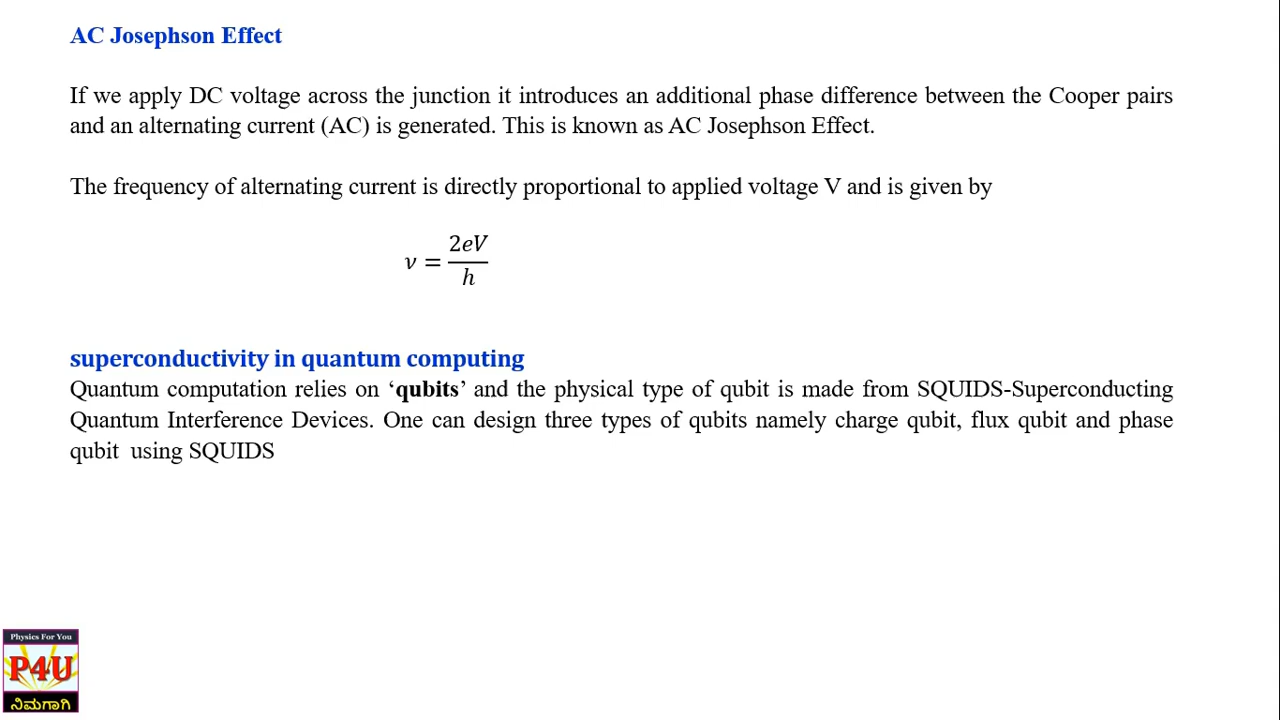 AC Josephson Effect
If we apply DC voltage across the junction it introduces an additional phase difference between the Cooper pairs
and an alternating current (AC) is generated. This is known as AC Josephson Effect.
The frequency of alternating current is directly proportional to applied voltage V and is given by
ν = 2eV/h
superconductivity in quantum computing
Quantum computation relies on ‘qubits’ and the physical type of qubit is made from SQUIDS-Superconducting
Quantum Interference Devices. One can design three types of qubits namely charge qubit, flux qubit and phase
qubit using SQUIDS
Physics For You
P4U
ನಿಮಗಾಗಿ